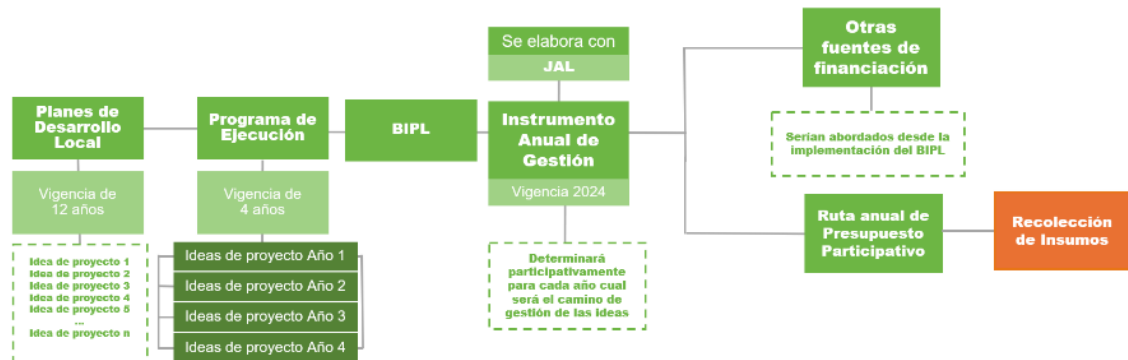 Planes de
Desarrollo
Local
Vigencia de
12 años
Idea de proyecto 1
Idea de proyecto 2
Idea de proyecto 3
Idea de proyecto 4
Idea de proyecto 5
...
Idea de proyecto n
Programa de
Ejecución
Vigencia de
4 años
Ideas de proyecto Año 1
Ideas de proyecto Año 2
Ideas de proyecto Año 3
Ideas de proyecto Año 4
BIPL
Se elabora con
JAL
Instrumento
Anual de
Gestión
Vigencia 2024
Determinará
participativamente
para cada año cual
será el camino de
gestión de las ideas
Otras
fuentes de
financiación
Serían abordados desde la
implementación del BIPL
Ruta anual de
Presupuesto
Participativo
Recolección
de Insumos